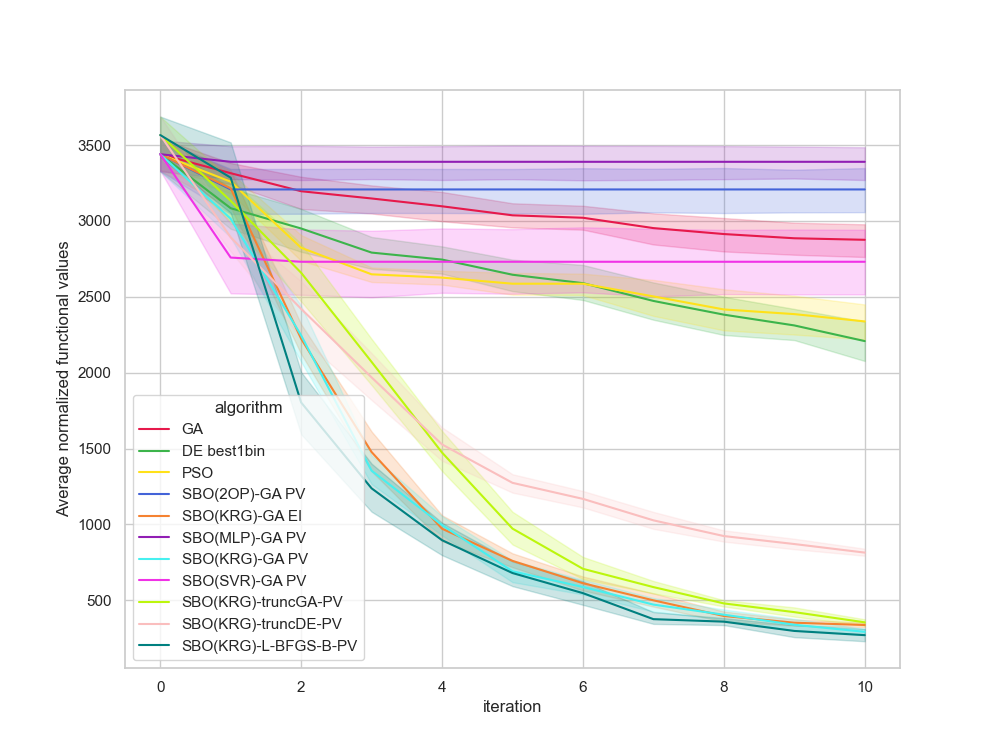 3500
3000
2500
2000
1500
1000
500
Average normalized functional values
algorithm
GA
DE best1bin
PSO
SBO(2OP)-GA PV
SBO(KRG)-GA EI
SBO(MLP)-GA PV
SBO(KRG)-GA PV
SBO(SVR)-GA PV
SBO(KRG)-truncGA-PV
SBO(KRG)-truncDE-PV
SBO(KRG)-L-BFGS-B-PV
0 2 4 6 8 10
iteration